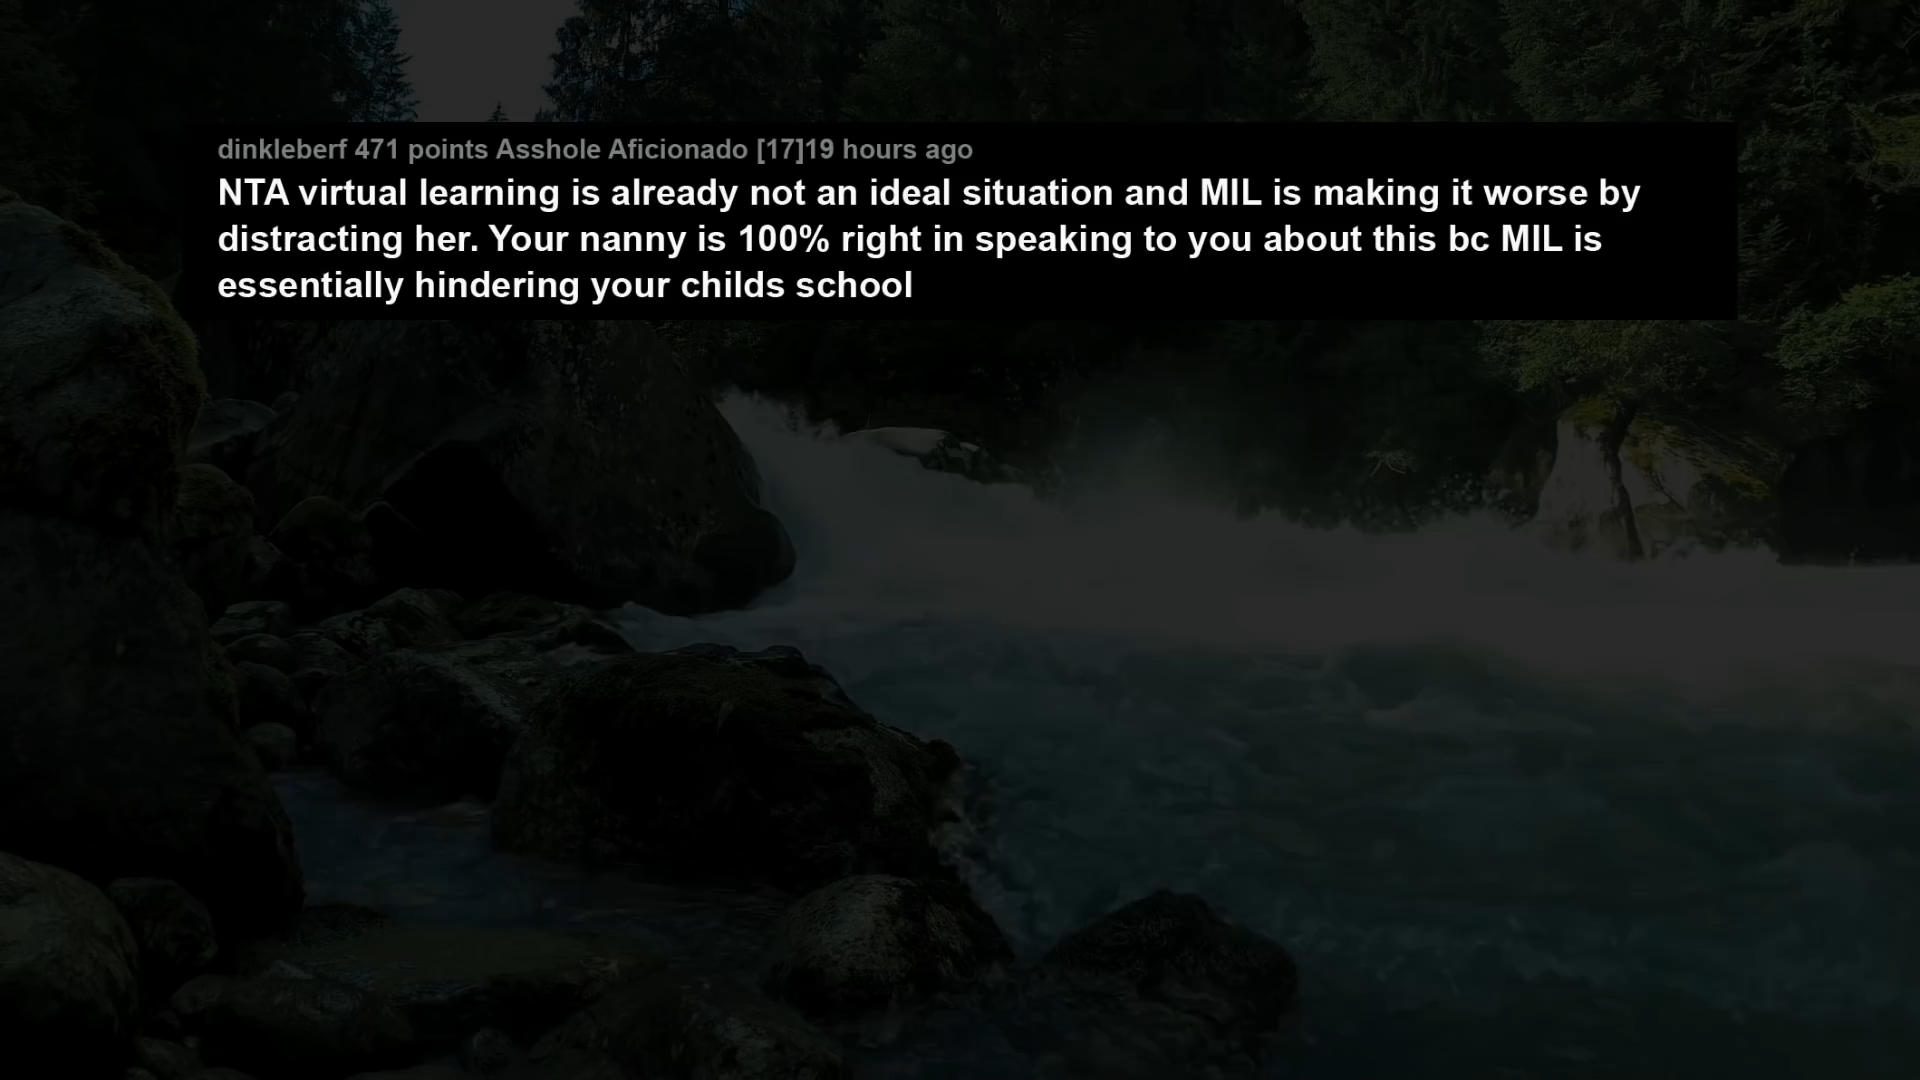 dinkleberf 471 points Asshole Aficionado [17]19 hours ago
NTA virtual learning is already not an ideal situation and MIL is making it worse by
distracting her. Your nanny is 100% right in speaking to you about this bc MIL is
essentially hindering your childs school